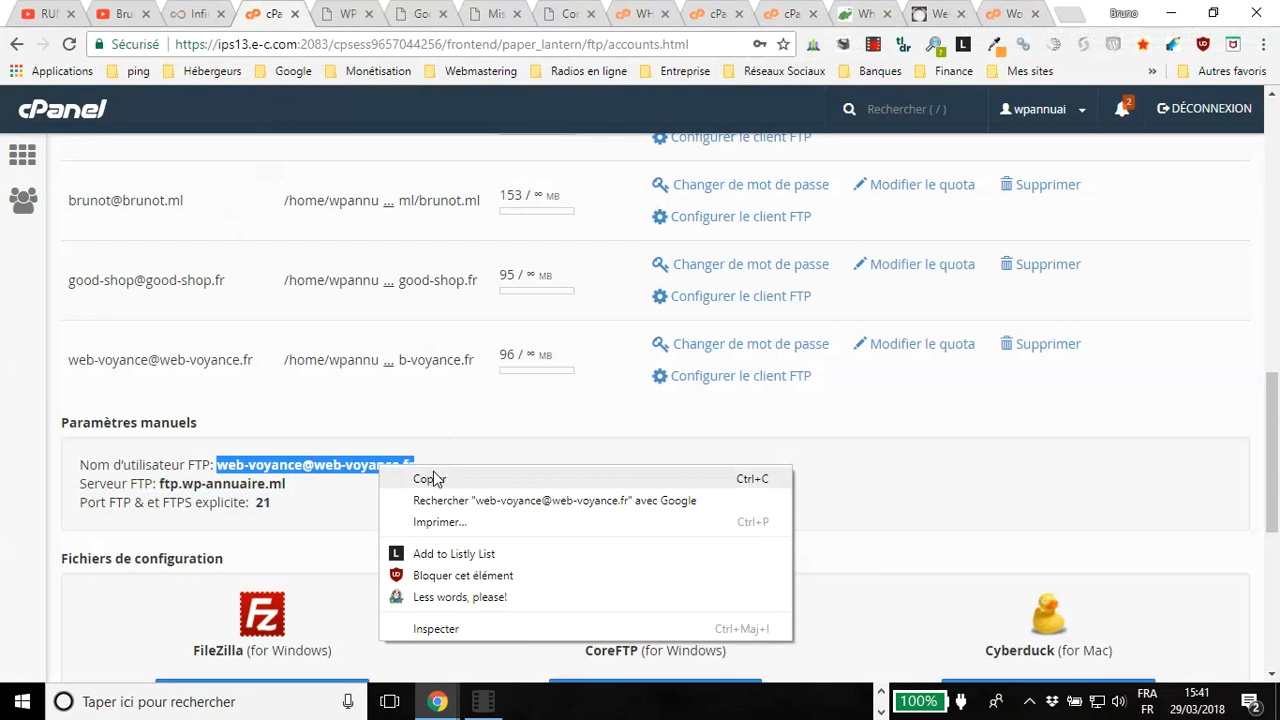 RUN
Bru
Infi
cPa
WP
Goo
Mis
Cor
WH
cPa
cPa
Wh
We
Wo
Bruno
Sécurisé
https://ips13.e-c.com:2083/cpsess9657044256/frontend/paper_lantern/ftp/accounts.html
Applications
ping
Hébergeurs
Google
Monétisation
Webmastering
Radios en ligne
Entreprise
Réseaux Sociaux
Banques
Finance
Mes sites
»
Autres favoris
cPanel
Rechercher ( / )
wpannuai
2
DÉCONNEXION
Configurer le client FTP
brunot@brunot.ml
/home/wpannu ... ml/brunot.ml
153 / ∞ MB
Changer de mot de passe
Modifier le quota
Supprimer
Configurer le client FTP
good-shop@good-shop.fr
/home/wpannu ... good-shop.fr
95 / ∞ MB
Changer de mot de passe
Modifier le quota
Supprimer
Configurer le client FTP
web-voyance@web-voyance.fr
/home/wpannu ... b-voyance.fr
96 / ∞ MB
Changer de mot de passe
Modifier le quota
Supprimer
Configurer le client FTP
Paramètres manuels
Nom d'utilisateur FTP: web-voyance@web-voyance.fr
Serveur FTP: ftp.wp-annuaire.ml
Port FTP & et FTPS explicite: 21
Copier
Ctrl+C
Rechercher "web-voyance@web-voyance.fr" avec Google
Imprimer...
Ctrl+P
Add to Listly List
Bloquer cet élément
Less words, please!
Inspecter
Ctrl+Maj+I
Fichiers de configuration
FileZilla (for Windows)
CoreFTP (for Windows)
Cyberduck (for Mac)
Taper ici pour rechercher
100%
FRA
FR
15:41
29/03/2018
2